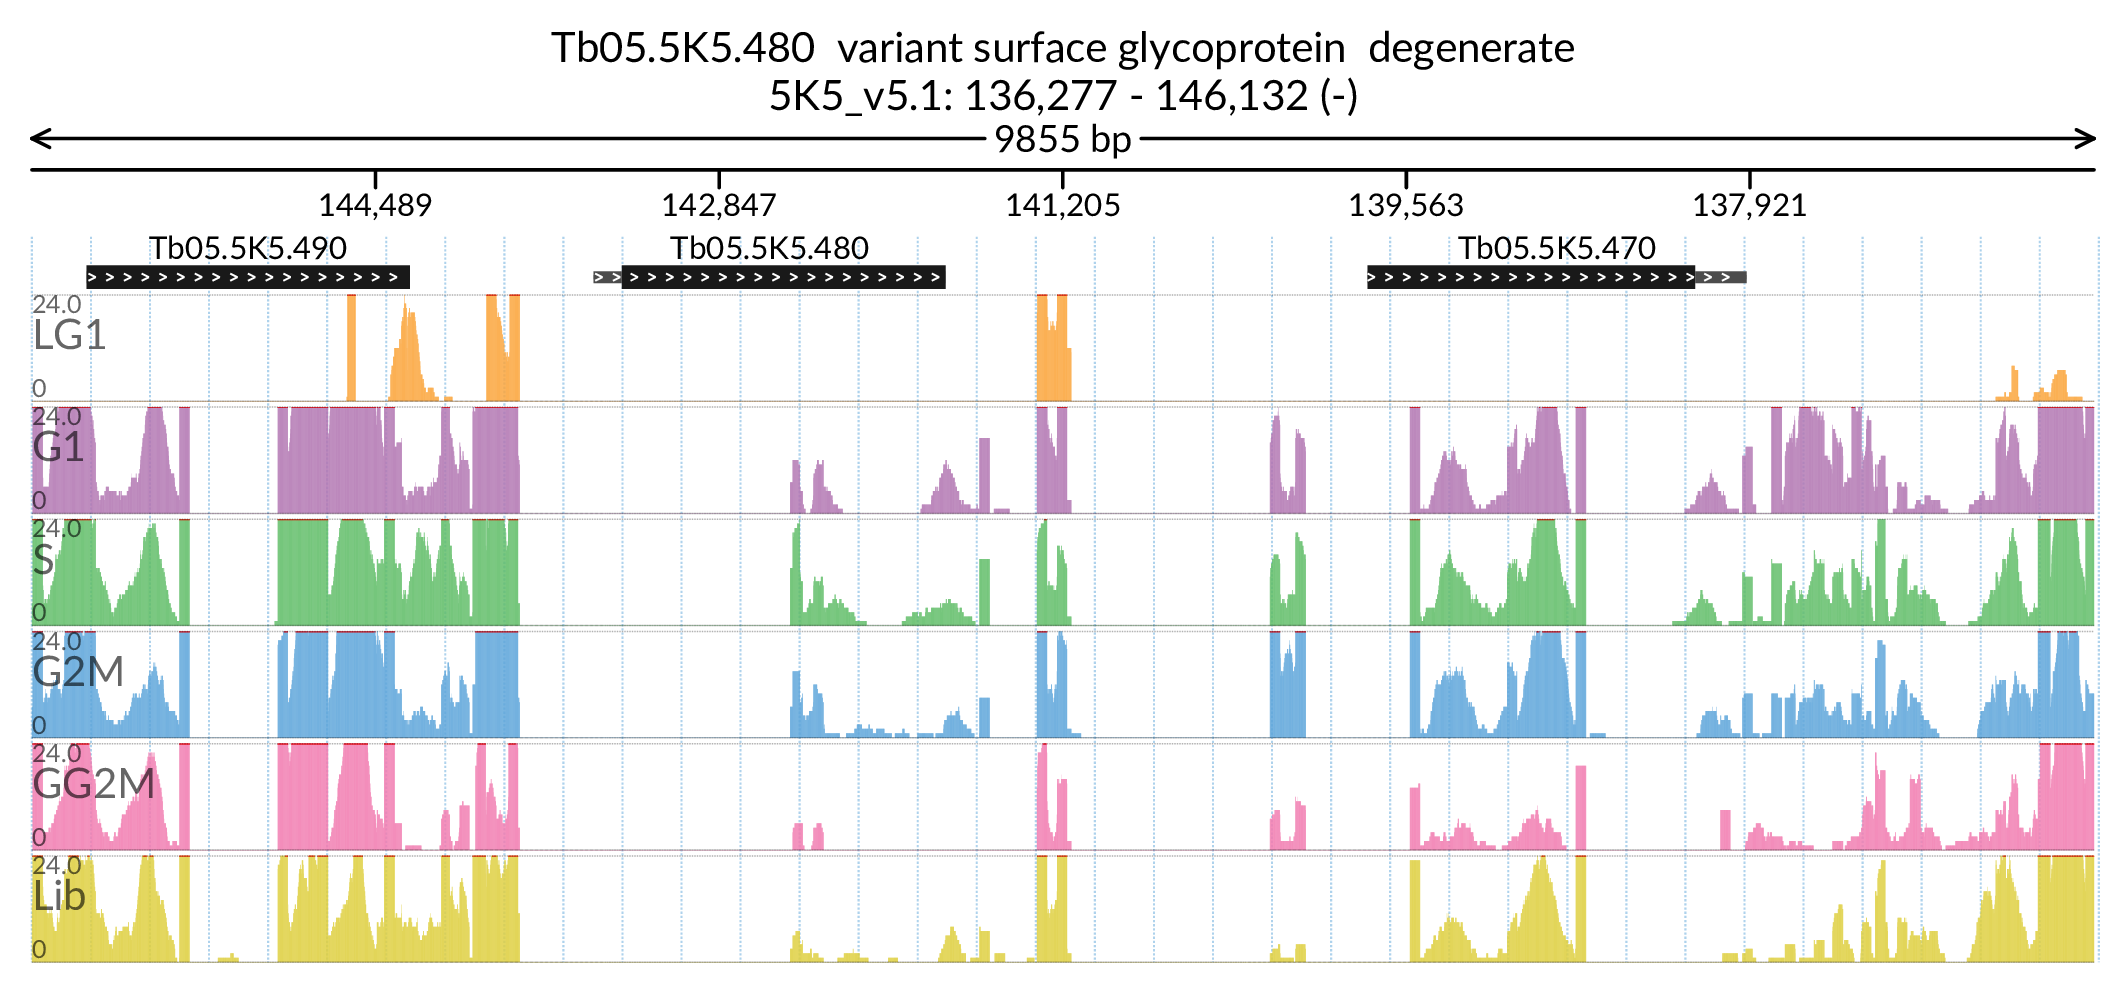 Tb05.5K5.480 variant surface glycoprotein degenerate
5K5_v5.1: 136,277 - 146,132 (-)
9855 bp
144,489 142,847 141,205 139,563 137,921
Tb05.5K5.490 Tb05.5K5.480 Tb05.5K5.470
24.0
LG1
0
24.0
G1
0
24.0
S
0
24.0
G2M
0
24.0
GG2M
0
24.0
Lib
0